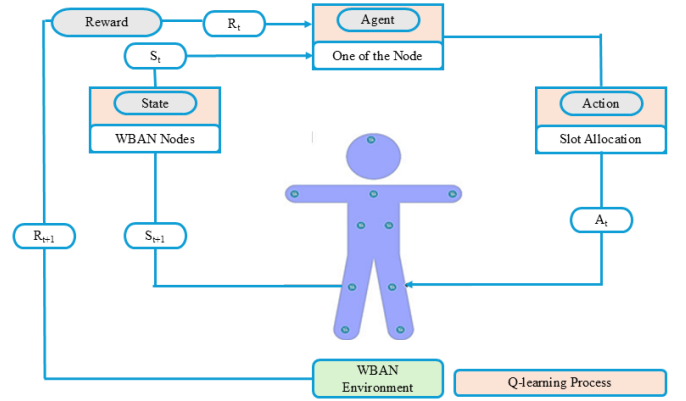 Reward
Rt
Agent
One of the Node
St
State
WBAN Nodes
Action
Slot Allocation
Rt+1
St+1
At
WBAN
Environment
Q-learning Process